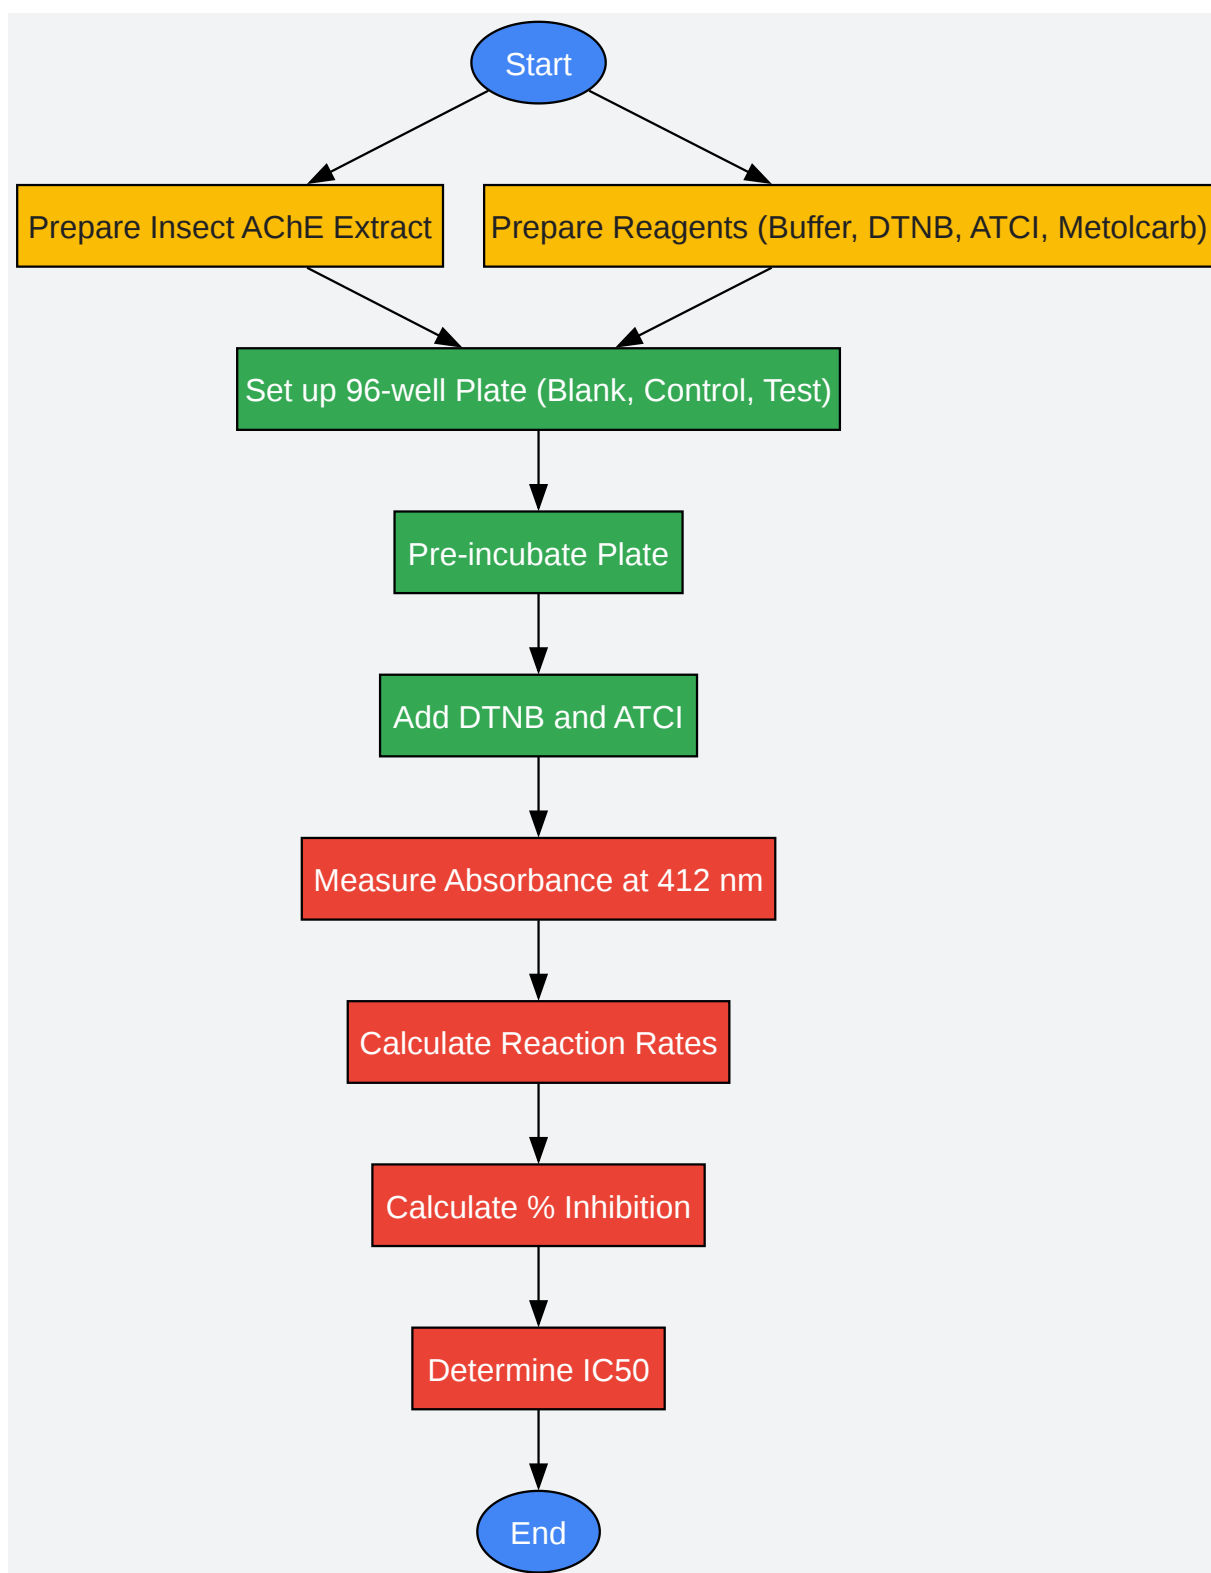 Start
Prepare Insect AChE Extract
Prepare Reagents (Buffer, DTNB, ATCI, Metolcarb)
Set up 96-well Plate (Blank, Control, Test)
Pre-incubate Plate
Add DTNB and ATCI
Measure Absorbance at 412 nm
Calculate Reaction Rates
Calculate % Inhibition
Determine IC50
End